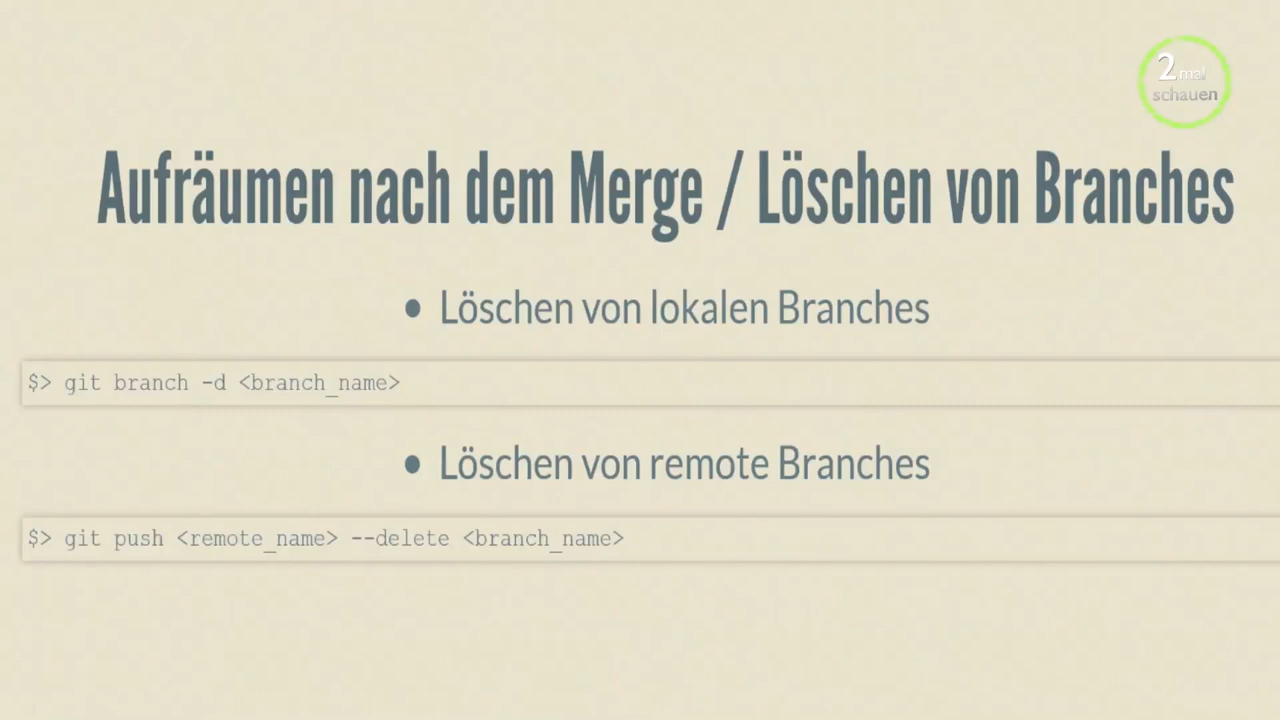 2 mal
schauen
Aufräumen nach dem Merge / Löschen von Branches
• Löschen von lokalen Branches
$> git branch -d <branch_name>
• Löschen von remote Branches
$> git push <remote_name> --delete <branch_name>